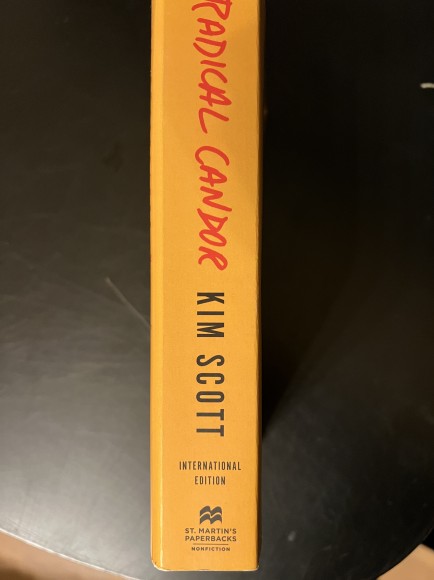 RADICAL CANDOR
KIM SCOTT
INTERNATIONAL
EDITION
ST. MARTIN'S
PAPERBACKS
NONFICTION